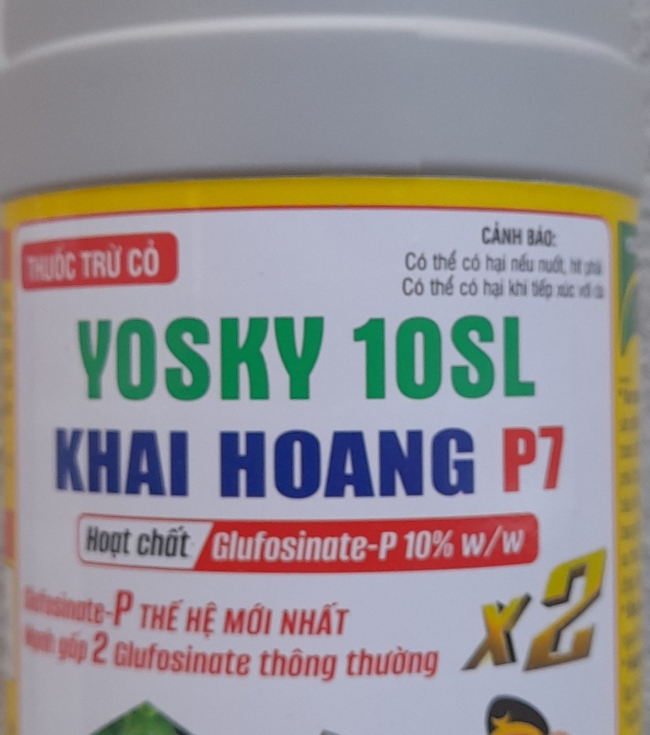 THUỐC TRỪ CỎ
CẢNH BÁO:
Có thể có hại nếu nuốt, hít phải
Có thể có hại khi tiếp xúc với da
YOSKY 10SL
KHAI HOANG P7
Hoạt chất Glufosinate-P 10% w/w
Glufosinate-P THẾ HỆ MỚI NHẤT
Mạnh gấp 2 Glufosinate thông thường
x2